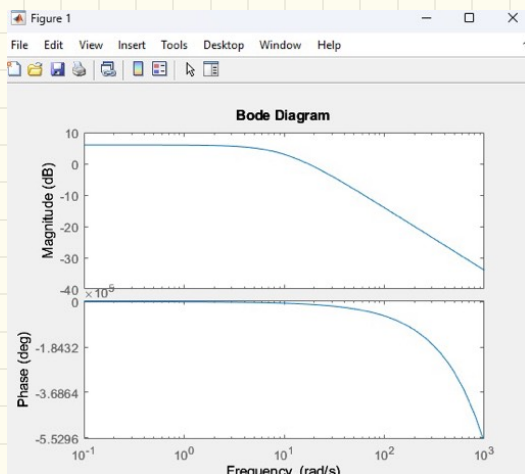 Figure 1
File Edit View Insert Tools Desktop Window Help
Bode Diagram
10
0
-10
-20
-30
-40
Magnitude (dB)
×10⁵
0
-1.8432
-3.6864
-5.5296
Phase (deg)
10⁻¹ 10⁰ 10¹ 10² 10³
Frequency (rad/s)